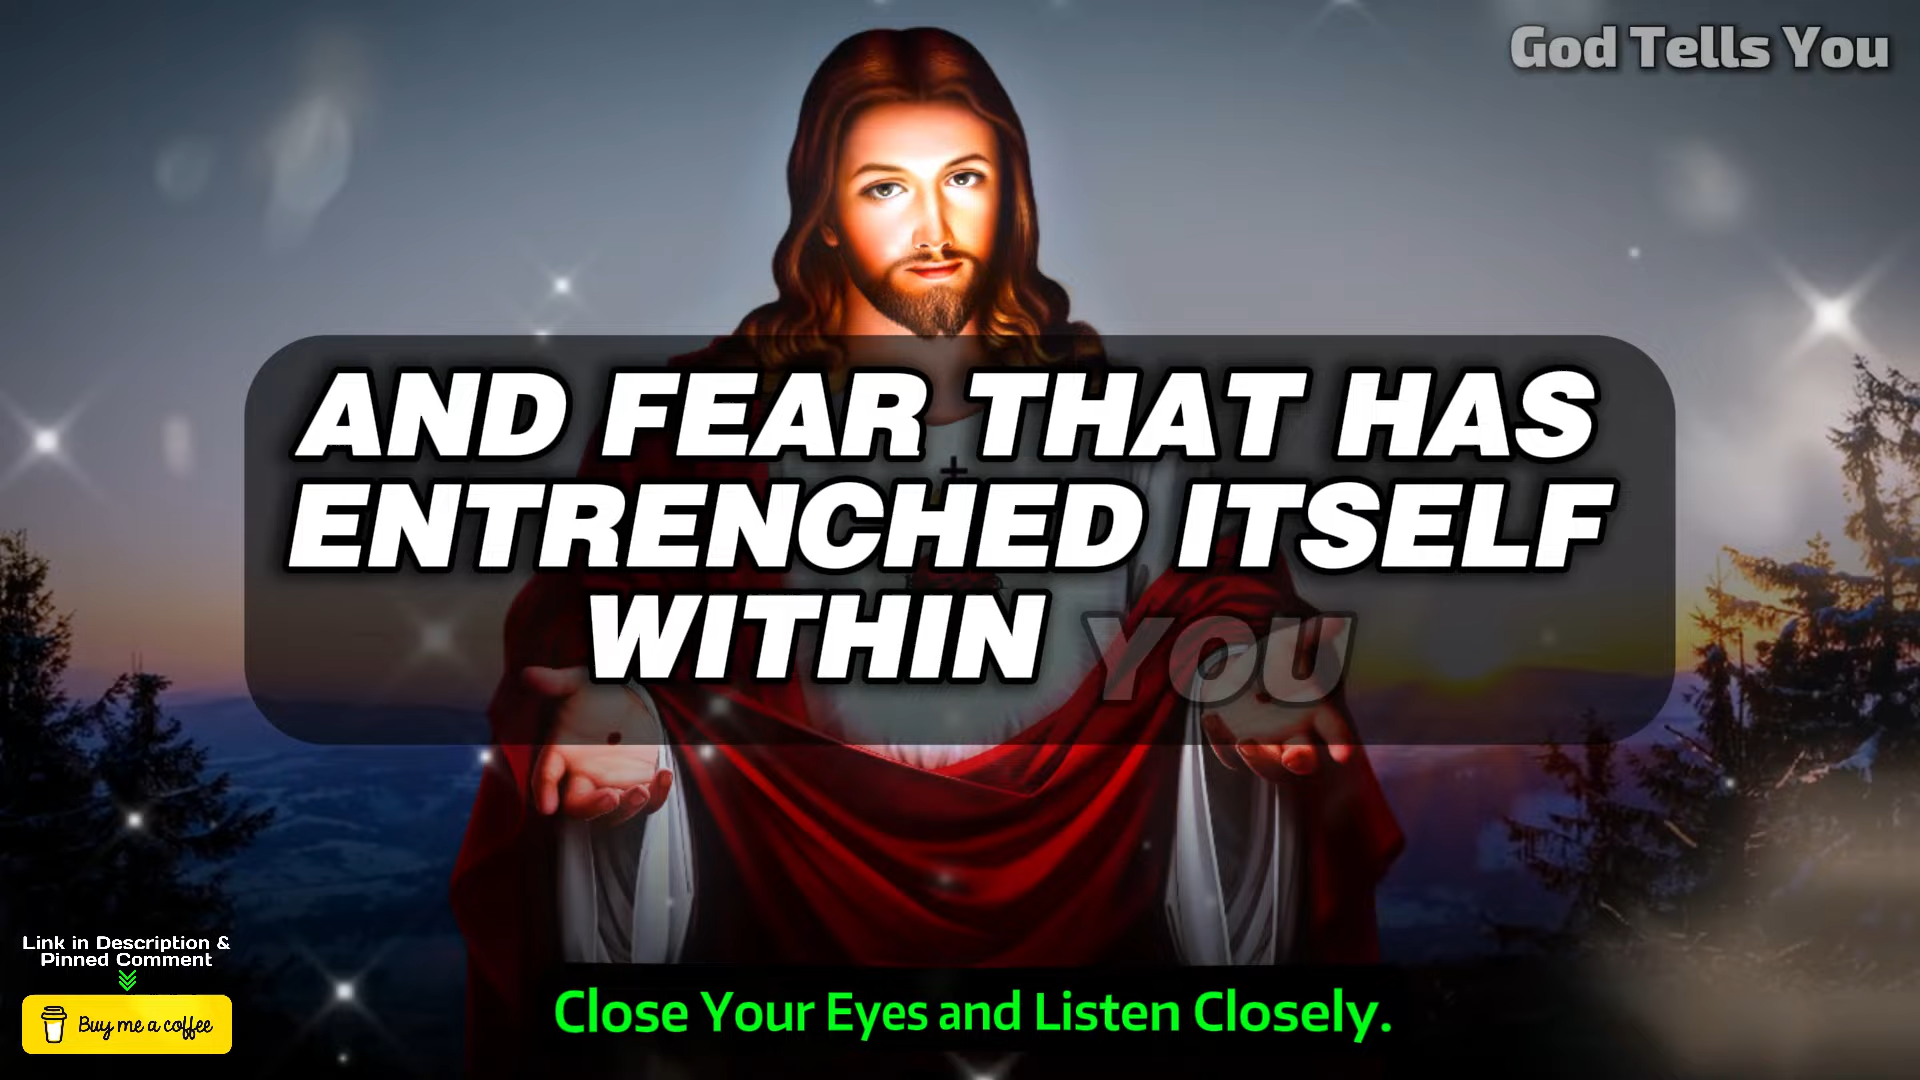 God Tells You
AND FEAR THAT HAS
ENTRENCHED ITSELF
WITHIN YOU
Link in Description &
Pinned Comment
Buy me a coffee
Close Your Eyes and Listen Closely.